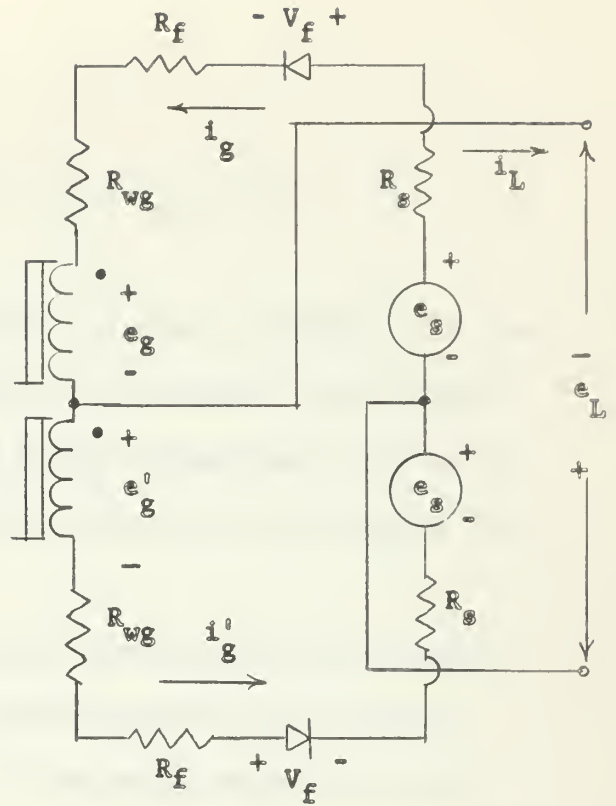 R_f - V_f +
i_g
i_L
R_wg
R_s
+
+ e_g -
e_s
-
-
e_L
+
+ e'_g -
+
e_s
-
R_wg
i'_g
R_s
R_f + V_f -